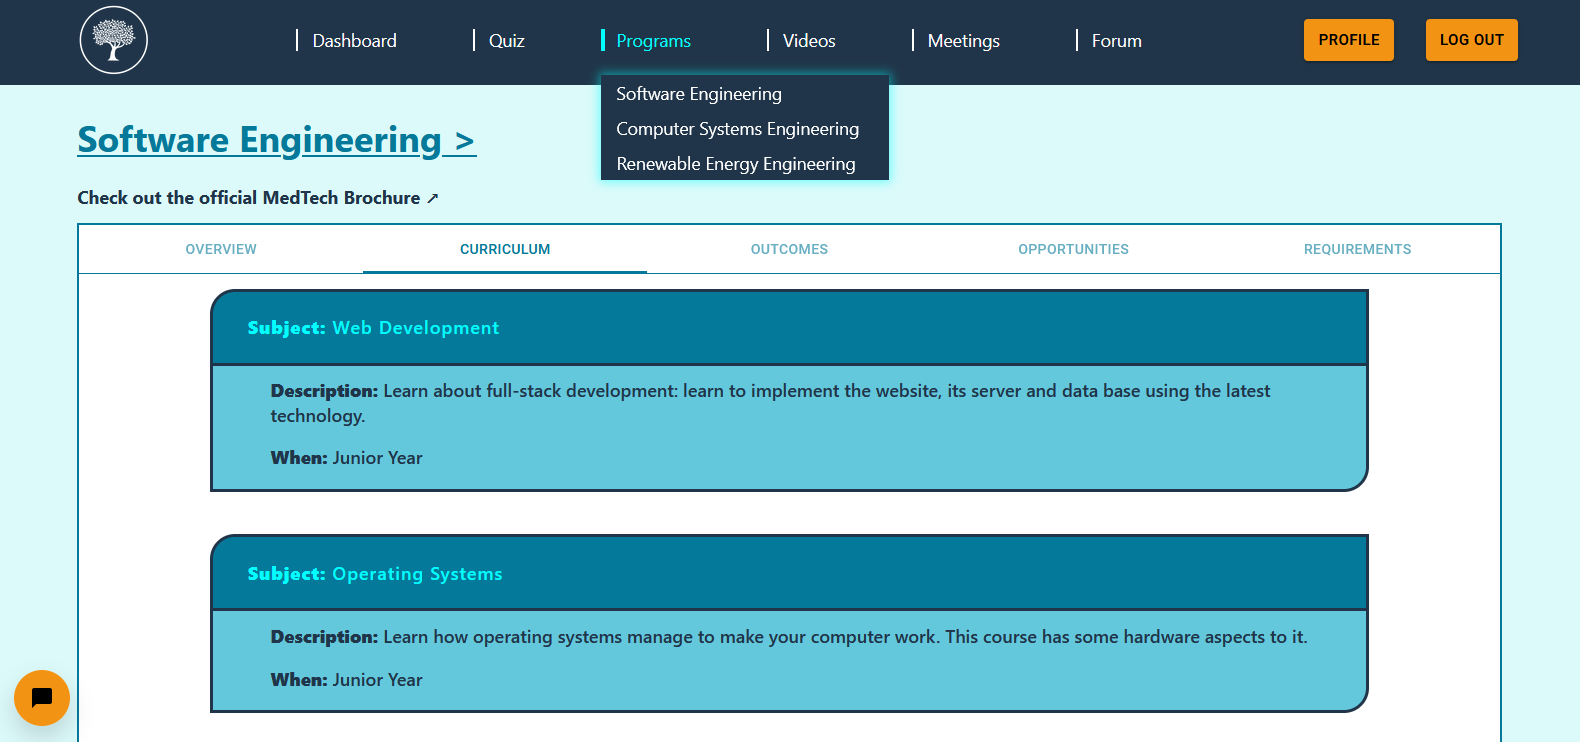 Dashboard
Quiz
Programs
Videos
Meetings
Forum
PROFILE
LOG OUT
Software Engineering
Computer Systems Engineering
Renewable Energy Engineering
Software Engineering >
Check out the official MedTech Brochure ↗
OVERVIEW
CURRICULUM
OUTCOMES
OPPORTUNITIES
REQUIREMENTS
Subject: Web Development
Description: Learn about full-stack development: learn to implement the website, its server and data base using the latest
technology.
When: Junior Year
Subject: Operating Systems
Description: Learn how operating systems manage to make your computer work. This course has some hardware aspects to it.
When: Junior Year